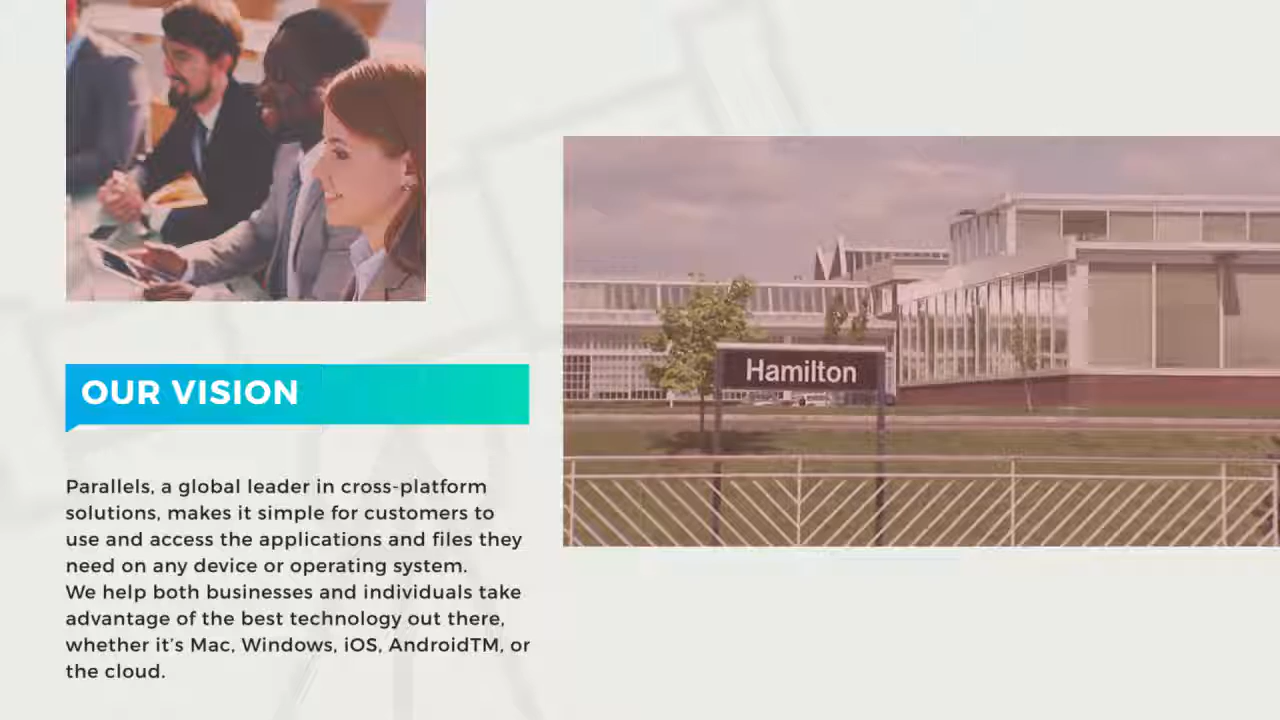 OUR VISION
Parallels, a global leader in cross-platform
solutions, makes it simple for customers to
use and access the applications and files they
need on any device or operating system.
We help both businesses and individuals take
advantage of the best technology out there,
whether it's Mac, Windows, iOS, AndroidTM, or
the cloud.
Hamilton